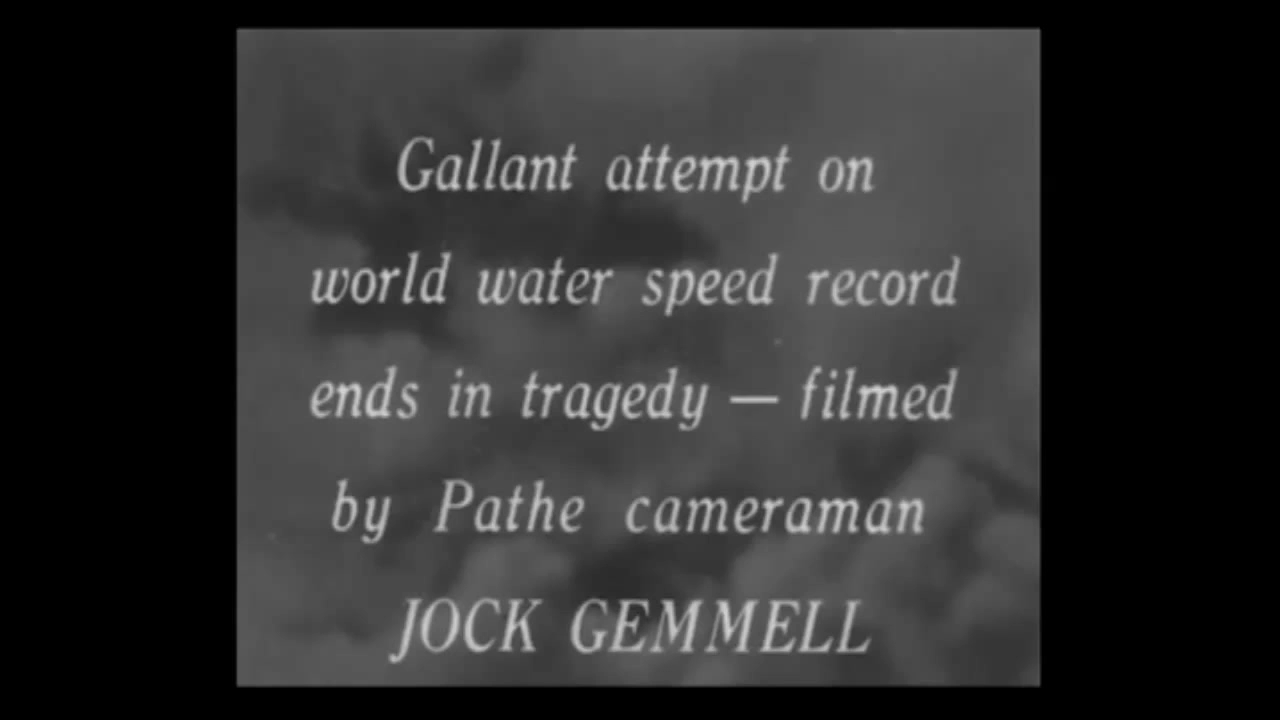 Gallant attempt on
world water speed record
ends in tragedy — filmed
by Pathe cameraman
JOCK GEMMELL